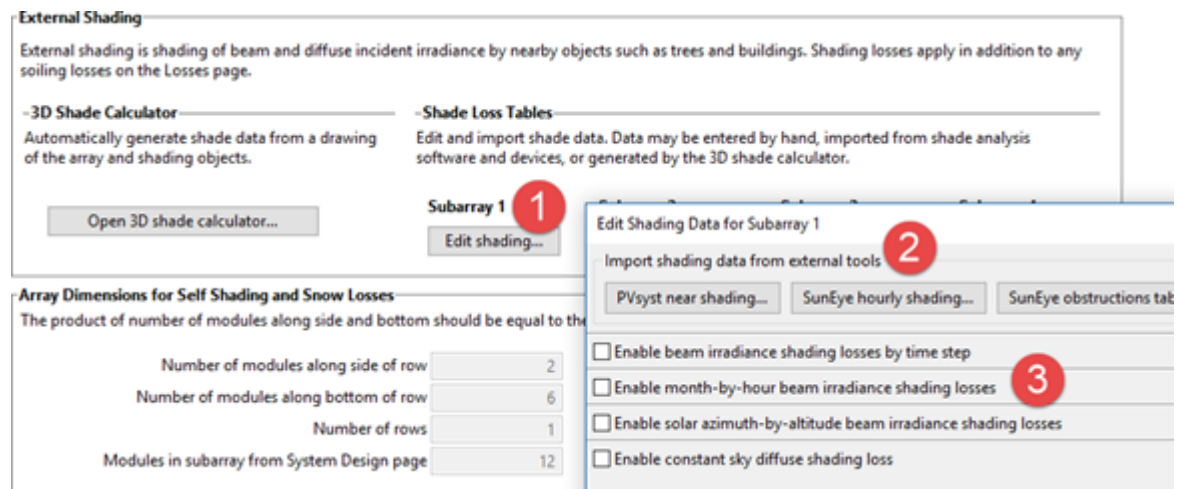 External Shading
External shading is shading of beam and diffuse incident irradiance by nearby objects such as trees and buildings. Shading losses apply in addition to any
soiling losses on the Losses page.
3D Shade Calculator
Automatically generate shade data from a drawing
of the array and shading objects.
Open 3D shade calculator...
Shade Loss Tables
Edit and import shade data. Data may be entered by hand, imported from shade analysis
software and devices, or generated by the 3D shade calculator.
Subarray 1
1
Edit shading...
Edit Shading Data for Subarray 1
2
Import shading data from external tools
PVsyst near shading...
SunEye hourly shading...
SunEye obstructions tab
Enable beam irradiance shading losses by time step
Enable month-by-hour beam irradiance shading losses
3
Enable solar azimuth-by-altitude beam irradiance shading losses
Enable constant sky diffuse shading loss
Array Dimensions for Self Shading and Snow Losses
The product of number of modules along side and bottom should be equal to the
Number of modules along side of row 2
Number of modules along bottom of row 6
Number of rows 1
Modules in subarray from System Design page 12